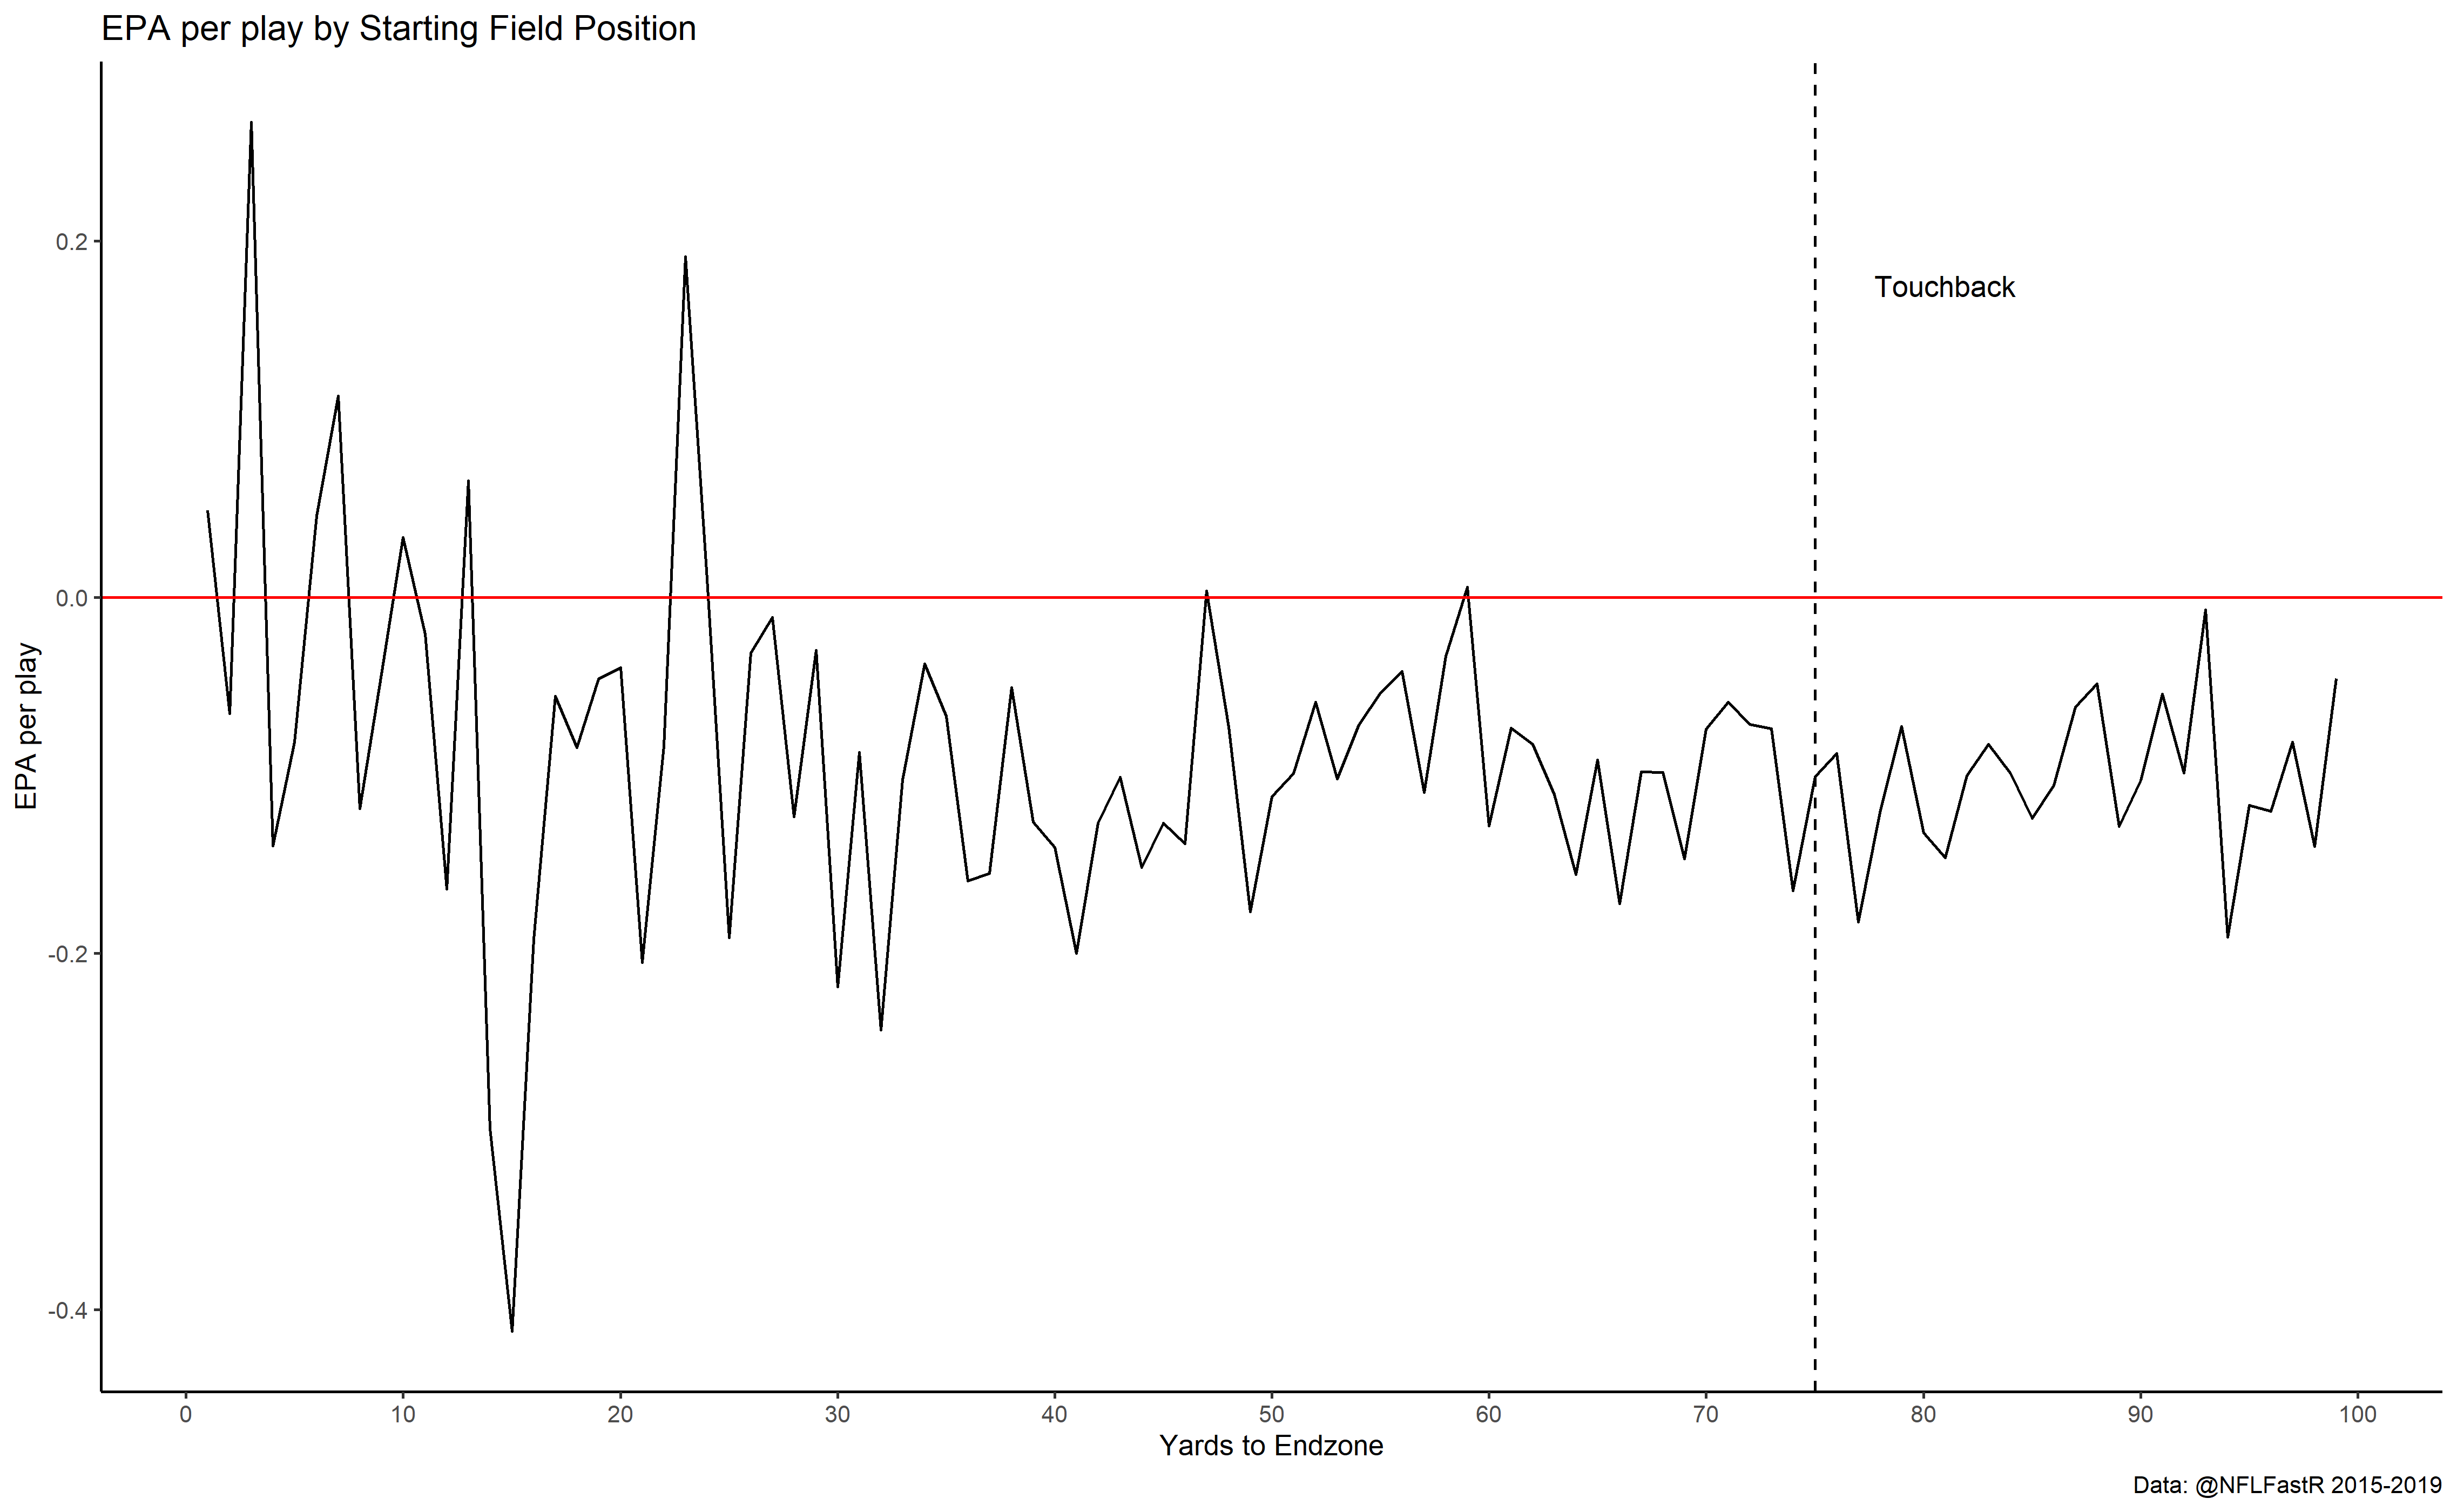 EPA per play by Starting Field Position
EPA per play
0.2
0.0
-0.2
-0.4
Touchback
0 10 20 30 40 50 60 70 80 90 100
Yards to Endzone
Data: @NFLFastR 2015-2019